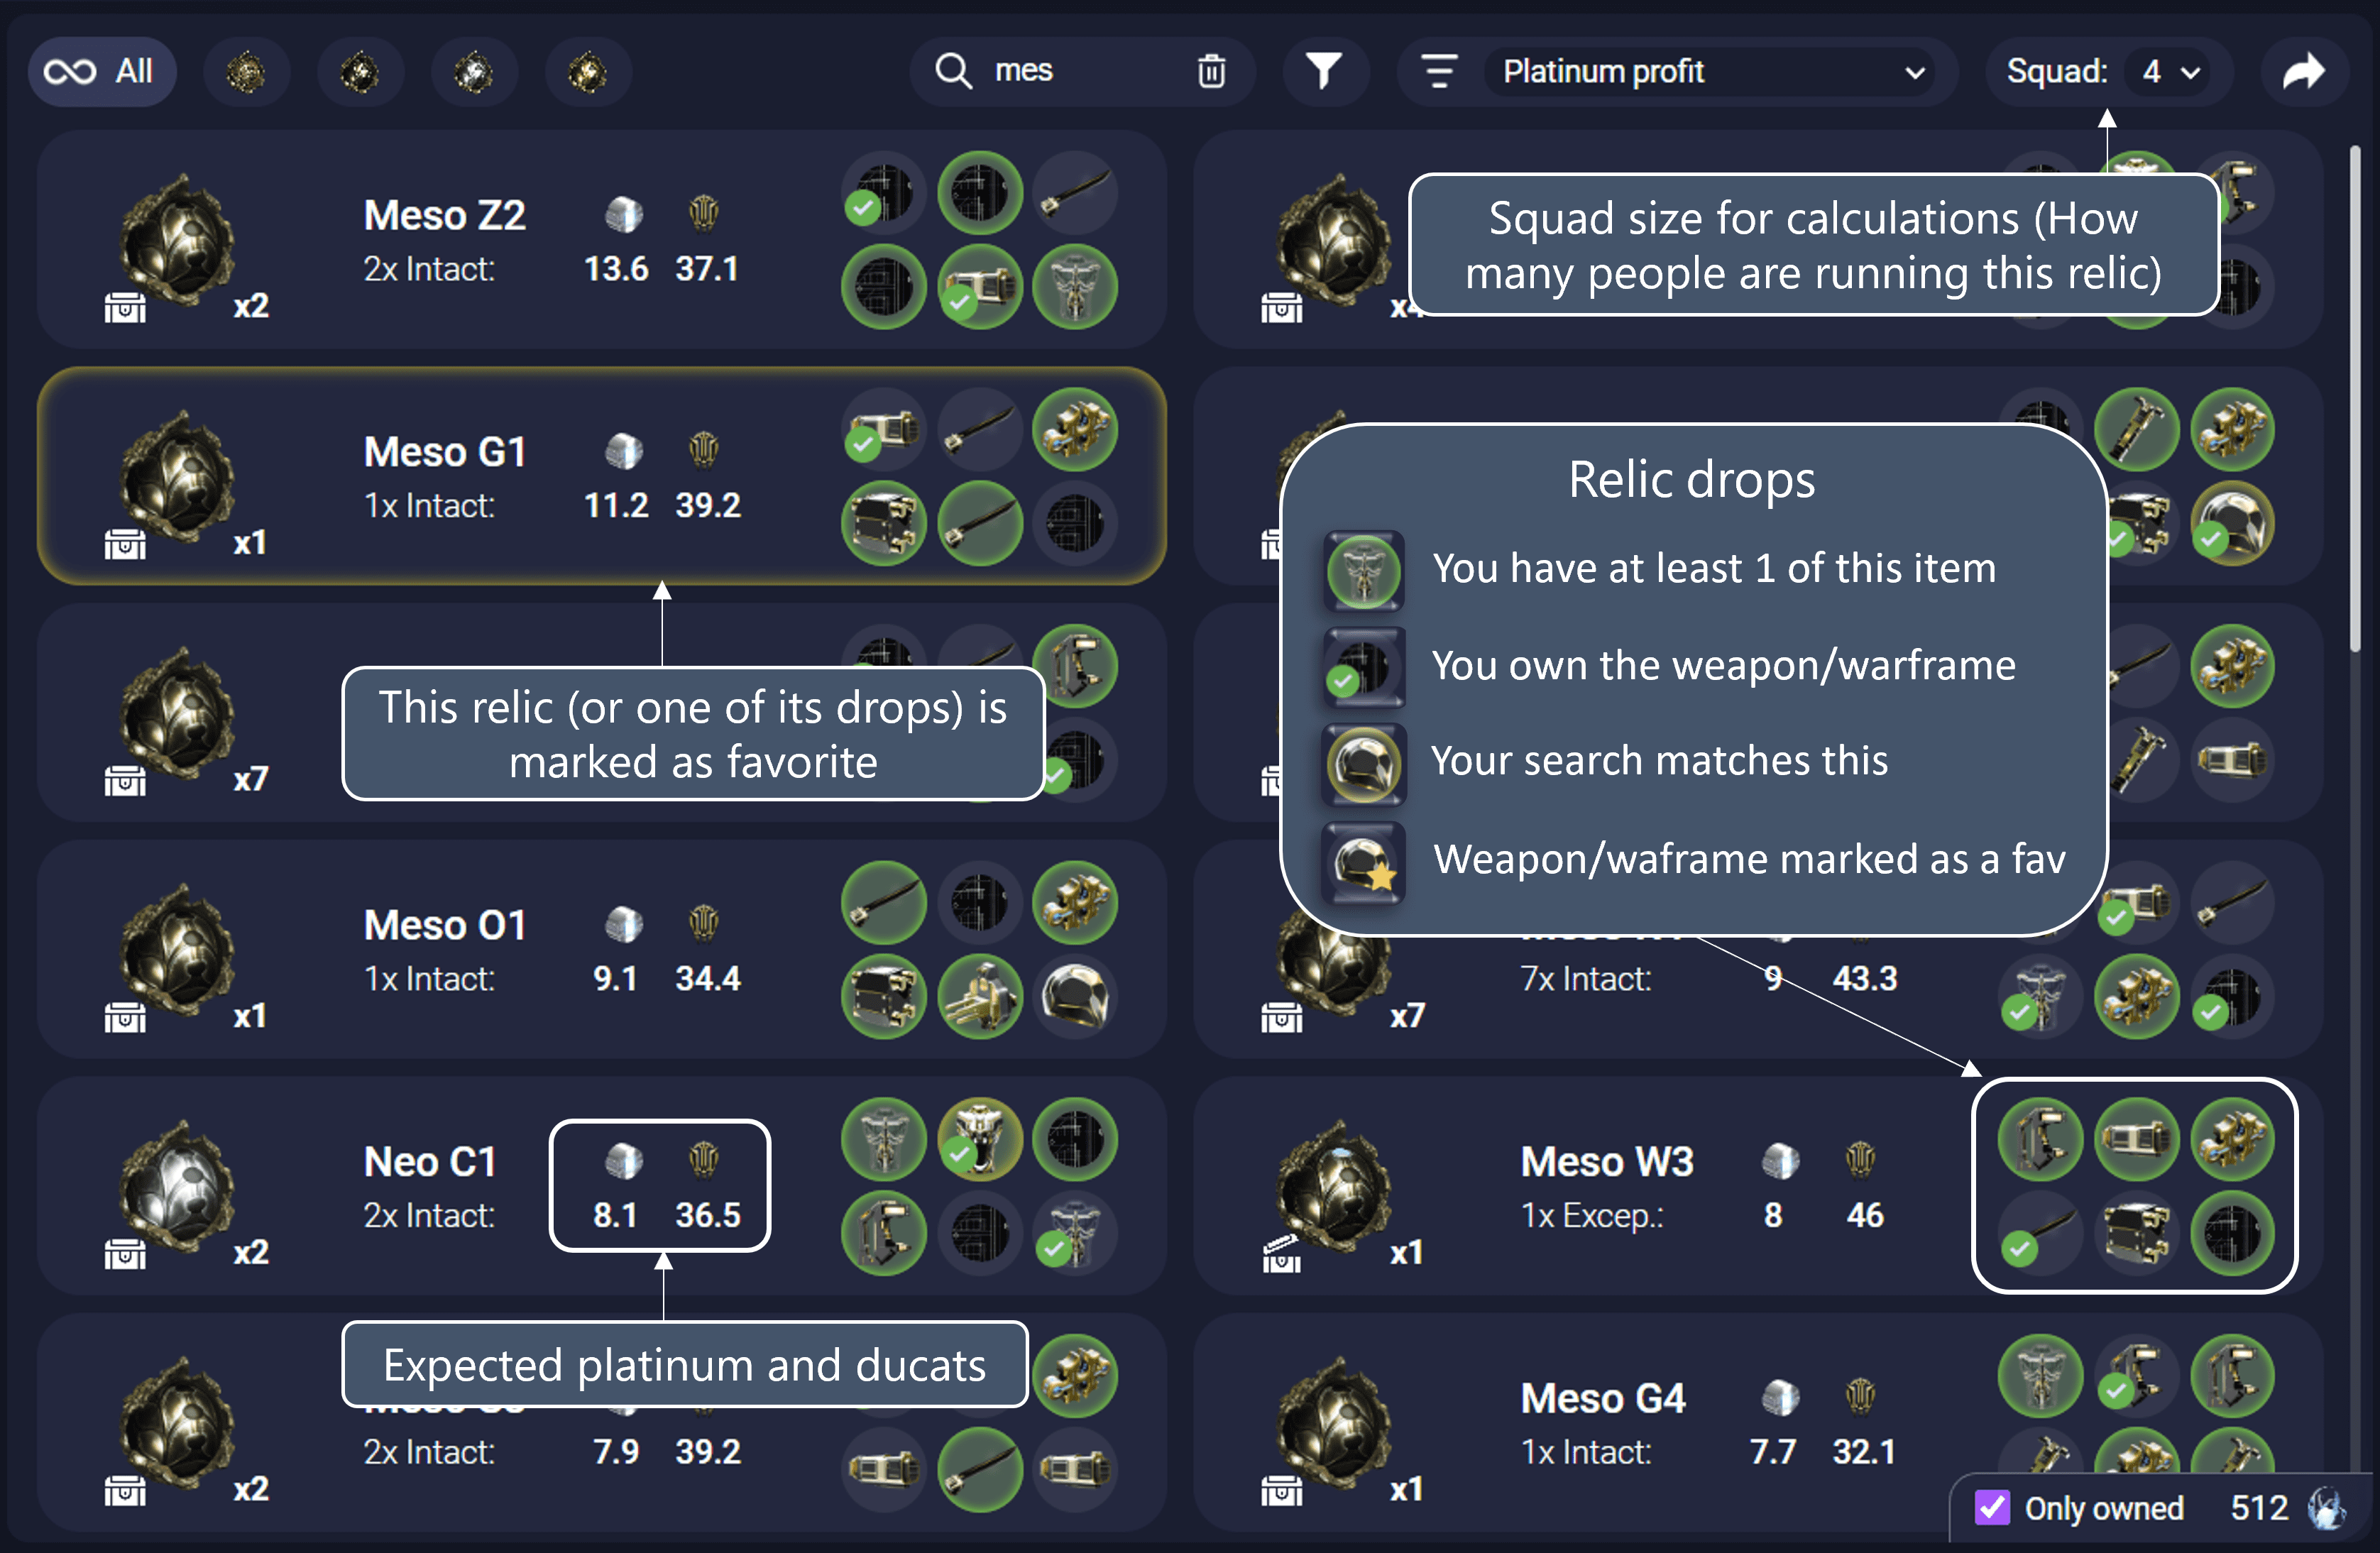 All
mes
Platinum profit
Squad: 4
Meso Z2
2x Intact: 13.6 37.1
x2
Squad size for calculations (How
many people are running this relic)
Meso G1
1x Intact: 11.2 39.2
x1
This relic (or one of its drops) is
marked as favorite
x7
Relic drops
You have at least 1 of this item
You own the weapon/warframe
Your search matches this
Weapon/waframe marked as a fav
Meso O1
1x Intact: 9.1 34.4
x1
7x Intact: 9 43.3
x7
Neo C1
2x Intact: 8.1 36.5
x2
Meso W3
1x Excep.: 8 46
x1
Expected platinum and ducats
2x Intact: 7.9 39.2
x2
Meso G4
1x Intact: 7.7 32.1
x1
Only owned 512